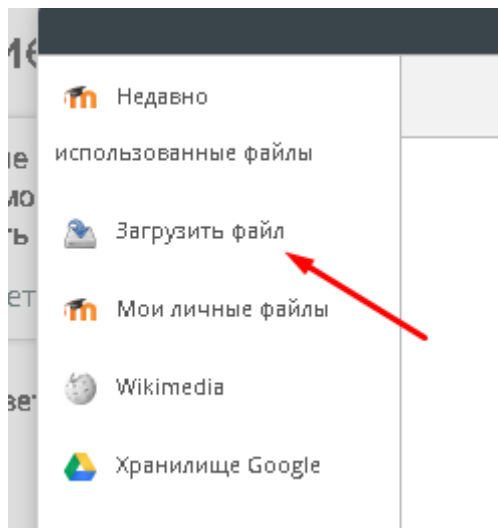 Недавно
использованные файлы
Загрузить файл
Мои личные файлы
Wikimedia
Хранилище Google